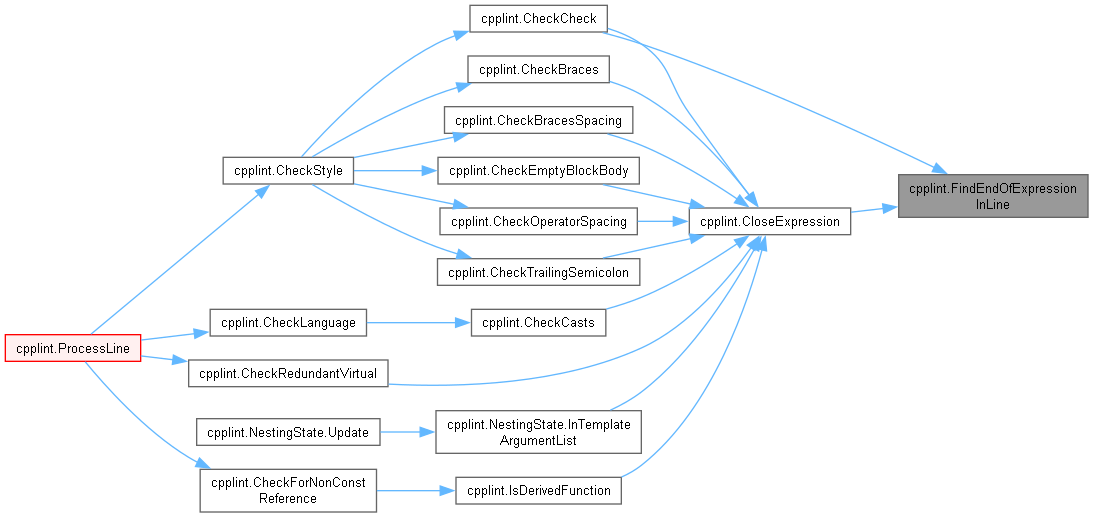 cpplint.CheckCheck
cpplint.CheckBraces
cpplint.CheckBracesSpacing
cpplint.CheckStyle
cpplint.CheckEmptyBlockBody
cpplint.FindEndOfExpression
InLine
cpplint.CheckOperatorSpacing
cpplint.CloseExpression
cpplint.CheckTrailingSemicolon
cpplint.CheckLanguage
cpplint.CheckCasts
cpplint.ProcessLine
cpplint.CheckRedundantVirtual
cpplint.NestingState.Update
cpplint.NestingState.InTemplate
ArgumentList
cpplint.CheckForNonConst
Reference
cpplint.IsDerivedFunction